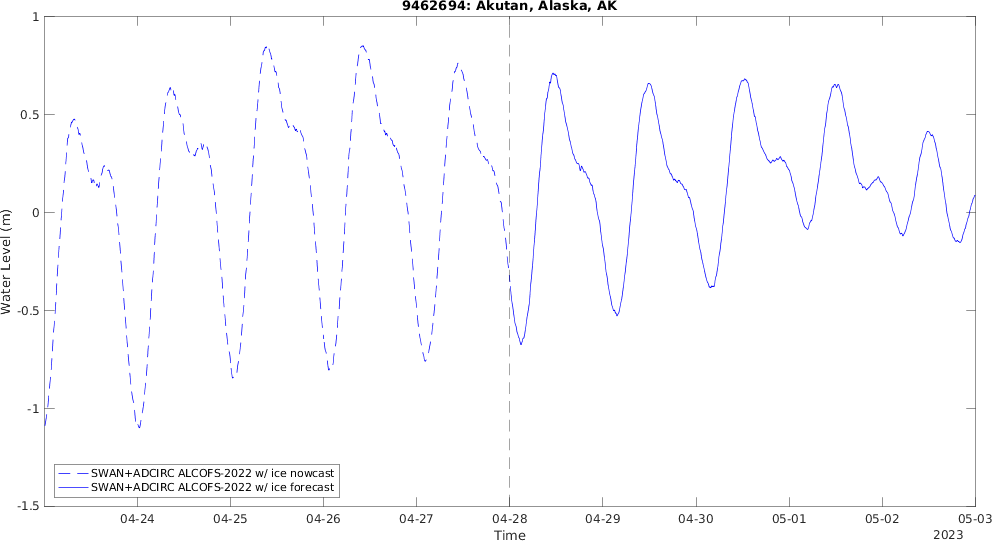 9462694: Akutan, Alaska, AK
1
0.5
0
-0.5
-1
-1.5
Water Level (m)
SWAN+ADCIRC ALCOFS-2022 w/ ice nowcast
SWAN+ADCIRC ALCOFS-2022 w/ ice forecast
04-24 04-25 04-26 04-27 04-28 04-29 04-30 05-01 05-02 05-03
Time
2023